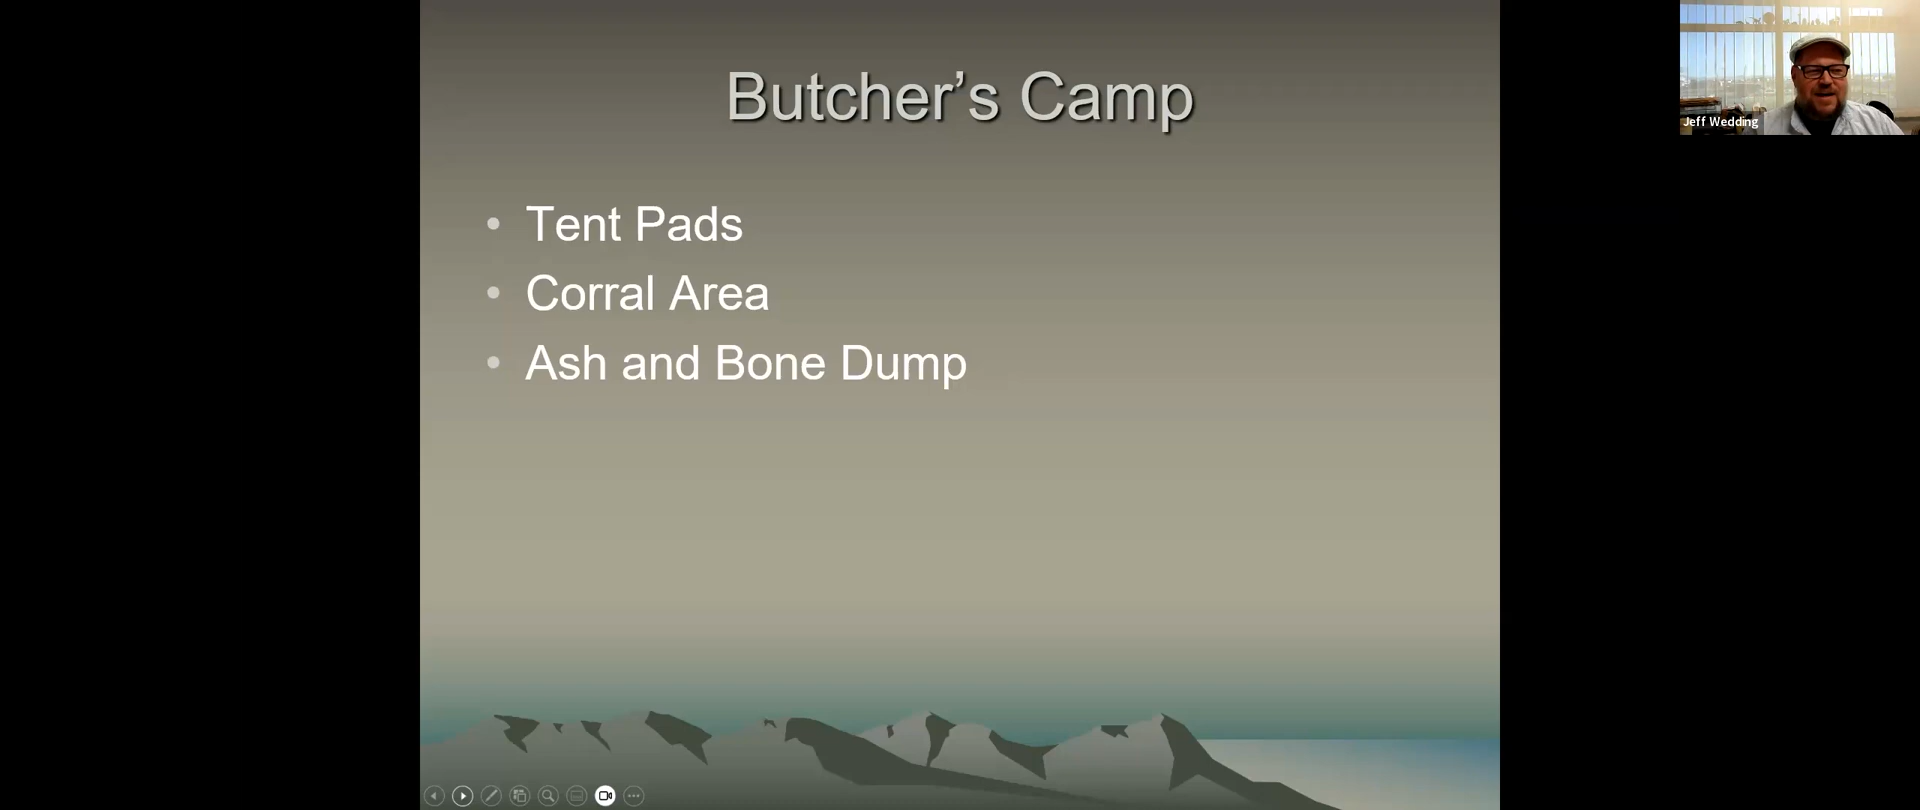 Butcher’s Camp
Jeff Wedding
• Tent Pads
• Corral Area
• Ash and Bone Dump